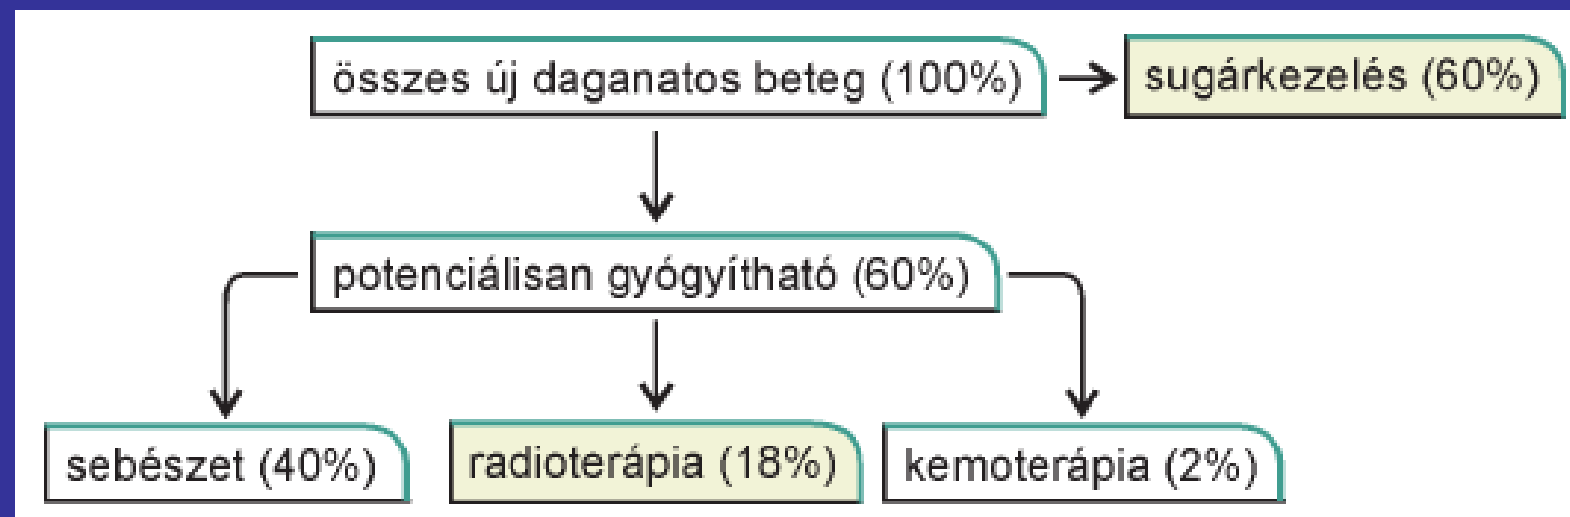 összes új daganatos beteg (100%)
sugárkezelés (60%)
potenciálisan gyógyítható (60%)
sebészet (40%)
radioterápia (18%)
kemoterápia (2%)